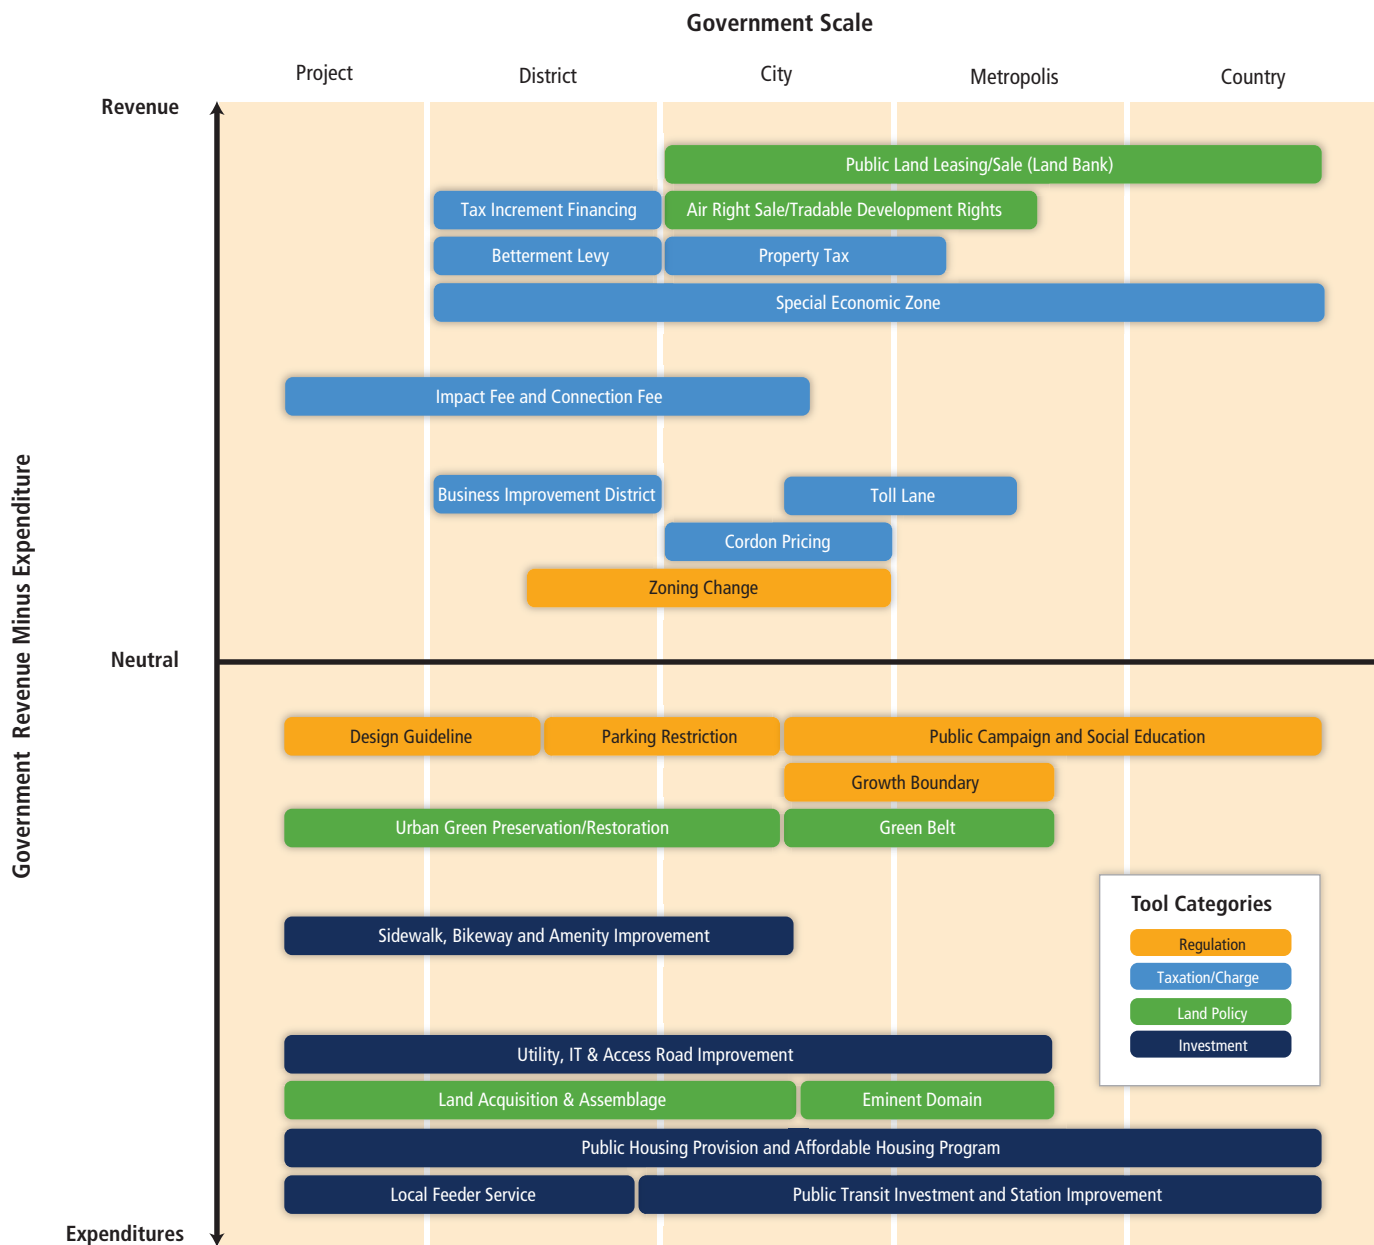 Government Scale
Project
District
City
Metropolis
Country
Revenue
Public Land Leasing/Sale (Land Bank)
Tax Increment Financing
Air Right Sale/Tradable Development Rights
Betterment Levy
Property Tax
Special Economic Zone
Impact Fee and Connection Fee
Business Improvement District
Toll Lane
Cordon Pricing
Zoning Change
Government Revenue Minus Expenditure
Neutral
Design Guideline
Parking Restriction
Public Campaign and Social Education
Growth Boundary
Urban Green Preservation/Restoration
Green Belt
Tool Categories
Regulation
Taxation/Charge
Land Policy
Investment
Sidewalk, Bikeway and Amenity Improvement
Utility, IT & Access Road Improvement
Land Acquisition & Assemblage
Eminent Domain
Public Housing Provision and Affordable Housing Program
Local Feeder Service
Public Transit Investment and Station Improvement
Expenditures